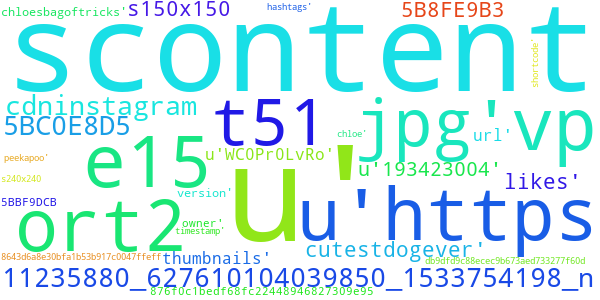 chloesbagoftricks'
s150x150
hashtags'
5B8FE9B3
scontent
shortcode'
cdninstagram
t51
jpg'vp
5BC0E8D5
url'
chloe'
e15
peekapoo'
u'WC0Pr0LvRo'
u'193423004'
s240x240
likes'
version'
u'
5BBF9DCB
ort2
owner'
timestamp'
u'https
cutestdogever'
8643d6a8e30bfa1b53b917c0047ffeff
thumbnails'
db9dfd9c88ecec9b673aed733277f60d
11235880_627610104039850_1533754198_n
876f0c1bedf68fc22448946827309e95